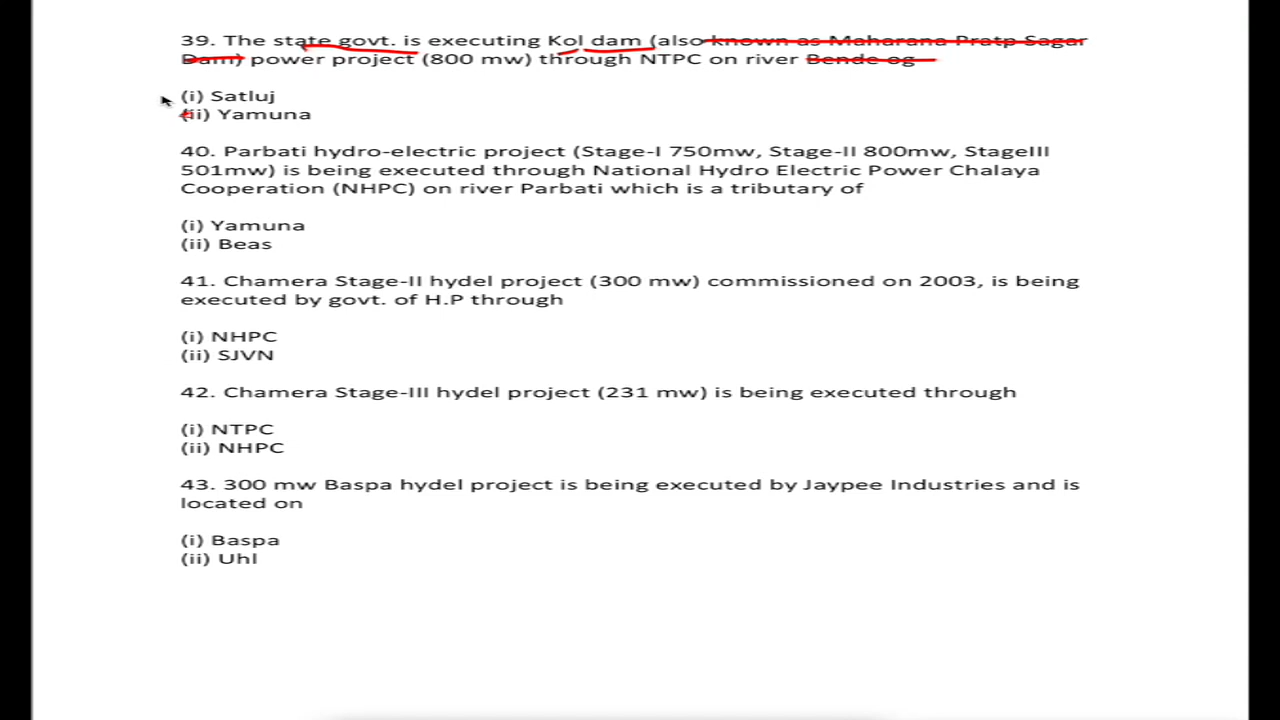 39. The state govt. is executing Kol dam (also known as Maharana Pratp Sagar
Dam) power project (800 mw) through NTPC on river Bende og
(i) Satluj
(ii) Yamuna
40. Parbati hydro-electric project (Stage-I 750mw, Stage-II 800mw, StageIII
501mw) is being executed through National Hydro Electric Power Chalaya
Cooperation (NHPC) on river Parbati which is a tributary of
(i) Yamuna
(ii) Beas
41. Chamera Stage-II hydel project (300 mw) commissioned on 2003, is being
executed by govt. of H.P through
(i) NHPC
(ii) SJVN
42. Chamera Stage-III hydel project (231 mw) is being executed through
(i) NTPC
(ii) NHPC
43. 300 mw Baspa hydel project is being executed by Jaypee Industries and is
located on
(i) Baspa
(ii) Uhl